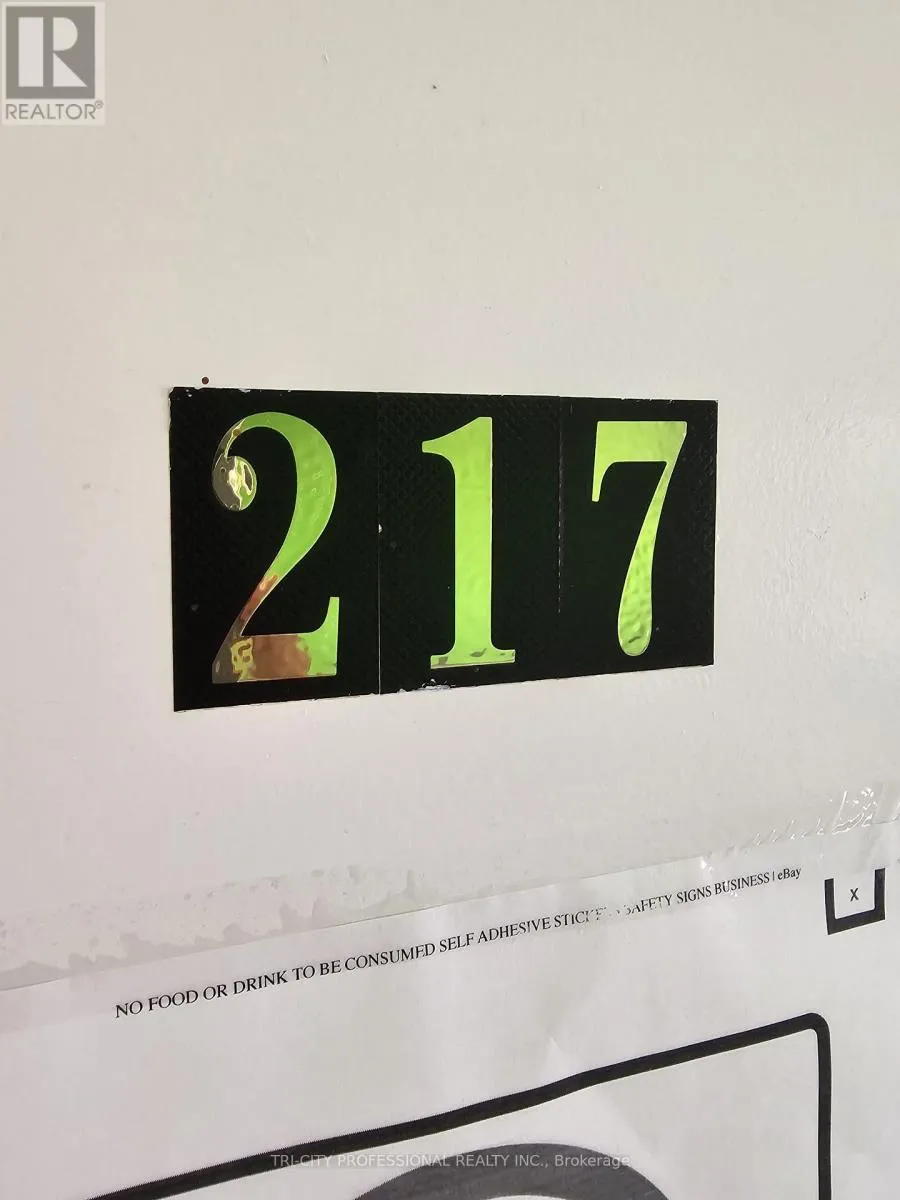 R
REALTOR®
217
NO FOOD OR DRINK TO BE CONSUMED SELF ADHESIVE SAFETY SIGNS BUSINESS | eBay
X
TRI-CITY PROFESSIONAL REALTY INC., Brokerage